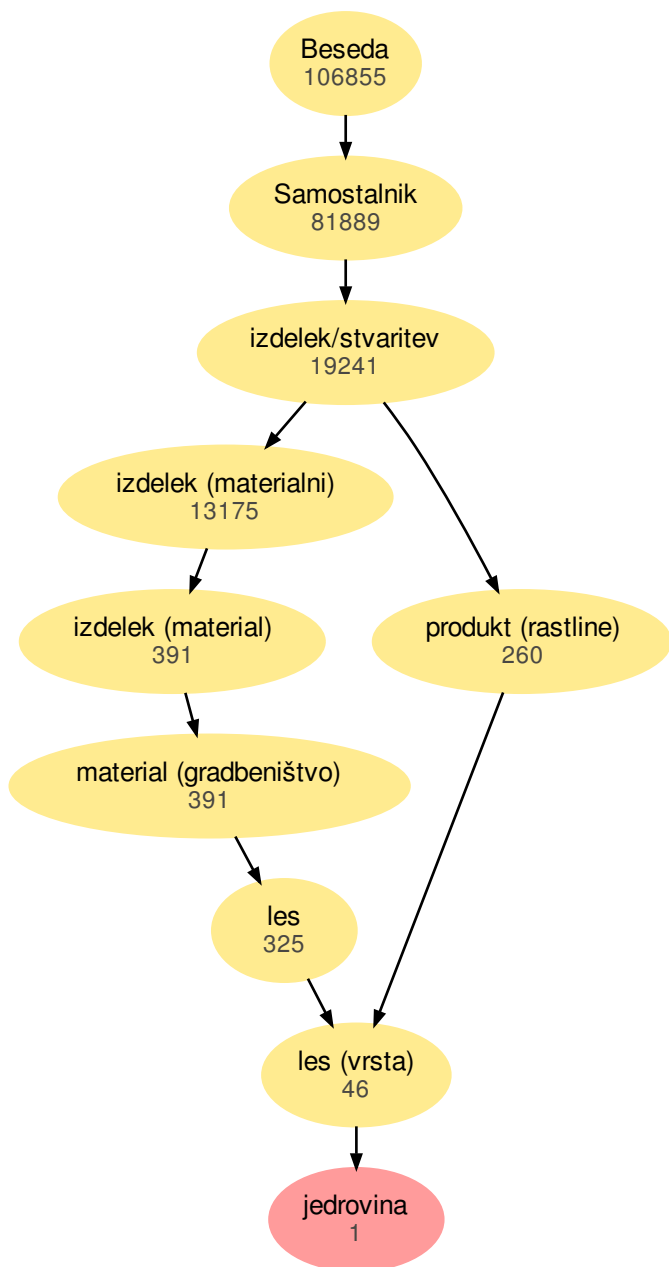 Beseda
106855
Samostalnik
81889
izdelek/stvaritev
19241
izdelek (materialni)
13175
izdelek (material)
391
produkt (rastline)
260
material (gradbeništvo)
391
les
325
les (vrsta)
46
jedrovina
1